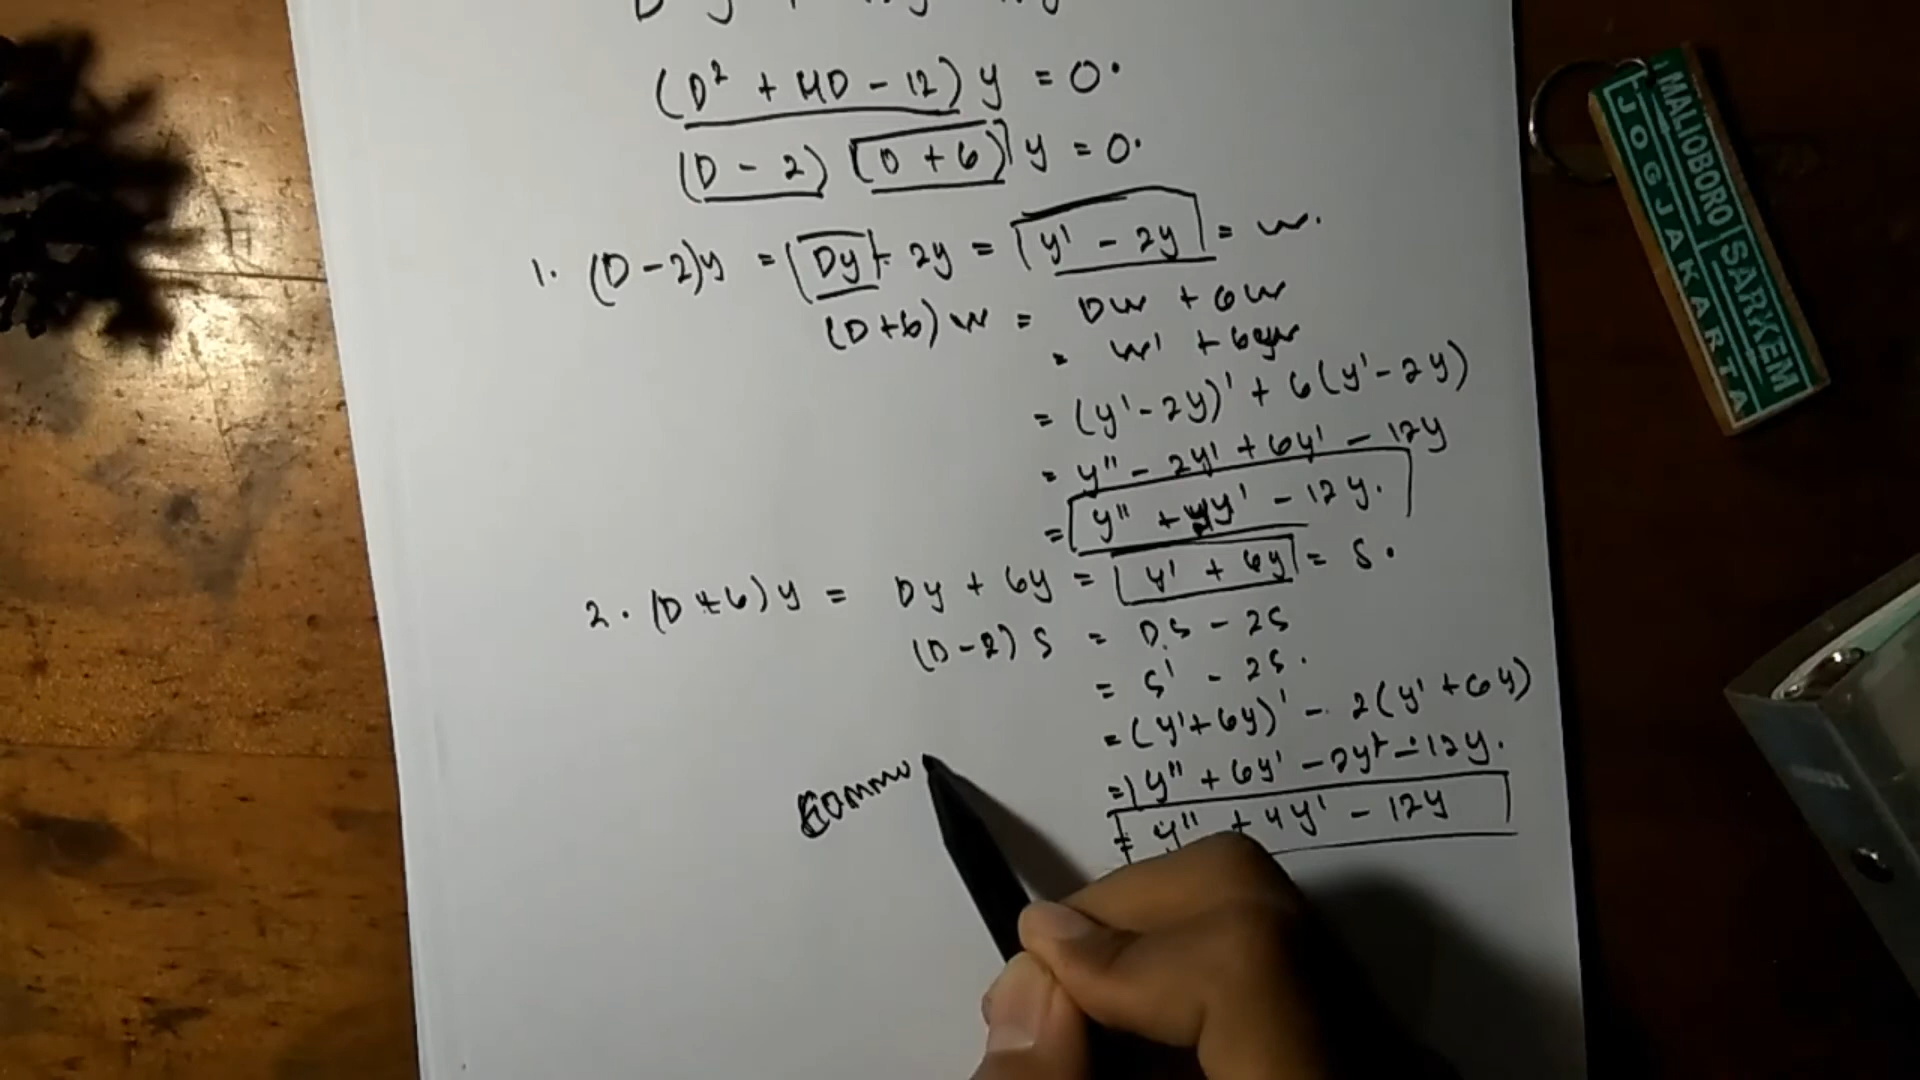 (D² + 4D - 12) y = 0.
(D - 2) (D + 6) y = 0.
1. (D - 2)y = Dy - 2y = y' - 2y = w.
(D+6) w = Dw + 6w
= w' + 6w
= (y' - 2y)' + 6(y' - 2y)
= y'' - 2y' + 6y' - 12y
= y'' + 4y' - 12y.
2. (D+6)y = Dy + 6y = y' + 6y = s.
(D-2) s = Ds - 2s
= s' - 2s.
= (y' + 6y)' - 2(y' + 6y)
= y'' + 6y' - 2y' - 12y.
= y'' + 4y' - 12y
Commu
MALIOBORO SARKEM
JOGJAKARTA